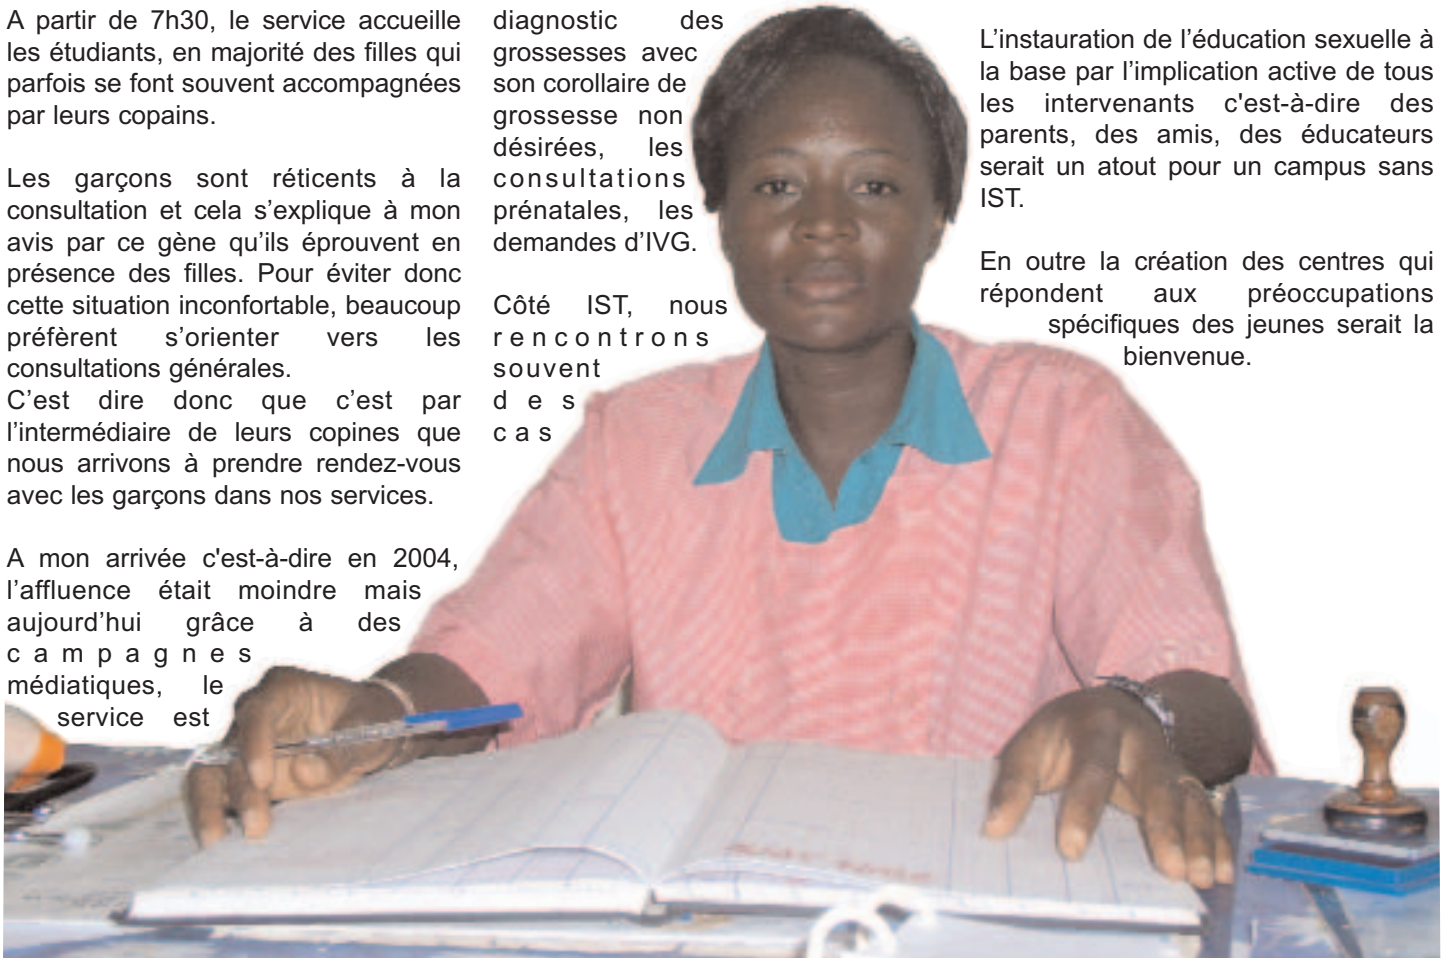 A partir de 7h30, le service accueille
les étudiants, en majorité des filles qui
parfois se font souvent accompagnées
par leurs copains.
Les garçons sont réticents à la
consultation et cela s’explique à mon
avis par ce gène qu’ils éprouvent en
présence des filles. Pour éviter donc
cette situation inconfortable, beaucoup
préfèrent s’orienter vers les
consultations générales.
C’est dire donc que c’est par
l’intermédiaire de leurs copines que
nous arrivons à prendre rendez-vous
avec les garçons dans nos services.
A mon arrivée c'est-à-dire en 2004,
l’affluence était moindre mais
aujourd’hui grâce à des
campagnes
médiatiques, le
service est
diagnostic des
grossesses avec
son corollaire de
grossesse non
désirées, les
consultations
prénatales, les
demandes d’IVG.
Côté IST, nous
rencontrons
souvent
des
cas
L’instauration de l’éducation sexuelle à
la base par l’implication active de tous
les intervenants c'est-à-dire des
parents, des amis, des éducateurs
serait un atout pour un campus sans
IST.
En outre la création des centres qui
répondent aux préoccupations
spécifiques des jeunes serait la
bienvenue.